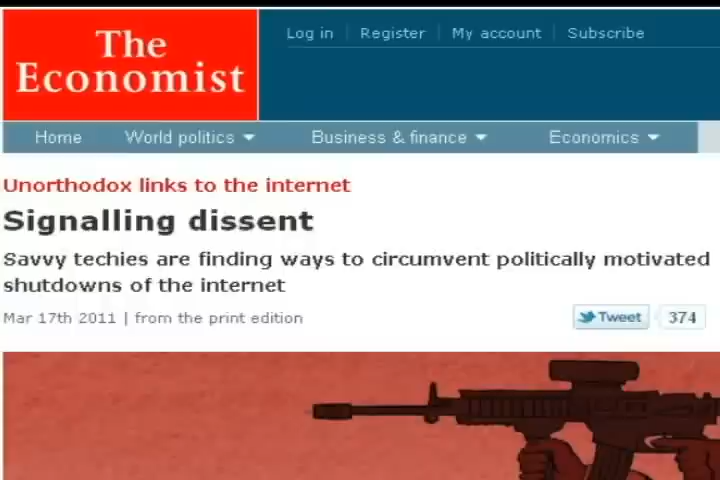 The
Economist
Log in | Register | My account | Subscribe
Home World politics Business & finance Economics
Unorthodox links to the internet
Signalling dissent
Savvy techies are finding ways to circumvent politically motivated
shutdowns of the internet
Mar 17th 2011 | from the print edition
Tweet 374